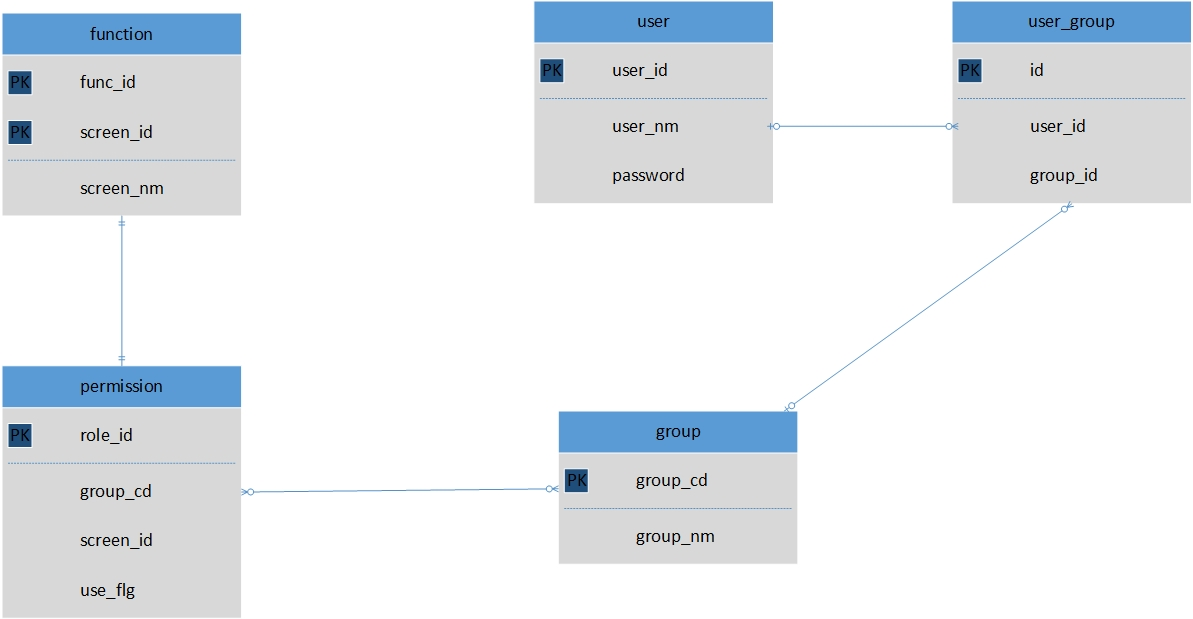 function
PK func_id
PK screen_id
screen_nm
user
PK user_id
user_nm
password
user_group
PK id
user_id
group_id
permission
PK role_id
group_cd
screen_id
use_flg
group
PK group_cd
group_nm